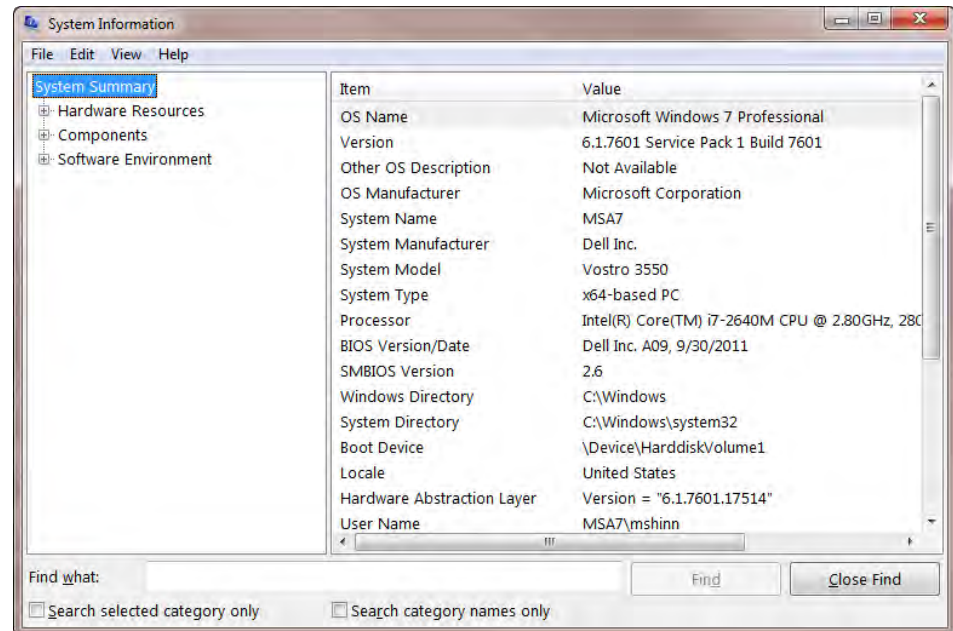 System Information
File Edit View Help
System Summary
Hardware Resources
Components
Software Environment
Item Value
OS Name Microsoft Windows 7 Professional
Version 6.1.7601 Service Pack 1 Build 7601
Other OS Description Not Available
OS Manufacturer Microsoft Corporation
System Name MSA7
System Manufacturer Dell Inc.
System Model Vostro 3550
System Type x64-based PC
Processor Intel(R) Core(TM) i7-2640M CPU @ 2.80GHz, 280
BIOS Version/Date Dell Inc. A09, 9/30/2011
SMBIOS Version 2.6
Windows Directory C:\Windows
System Directory C:\Windows\system32
Boot Device \Device\HarddiskVolume1
Locale United States
Hardware Abstraction Layer Version = "6.1.7601.17514"
User Name MSA7\mshinn
Find what: Find Close Find
Search selected category only Search category names only